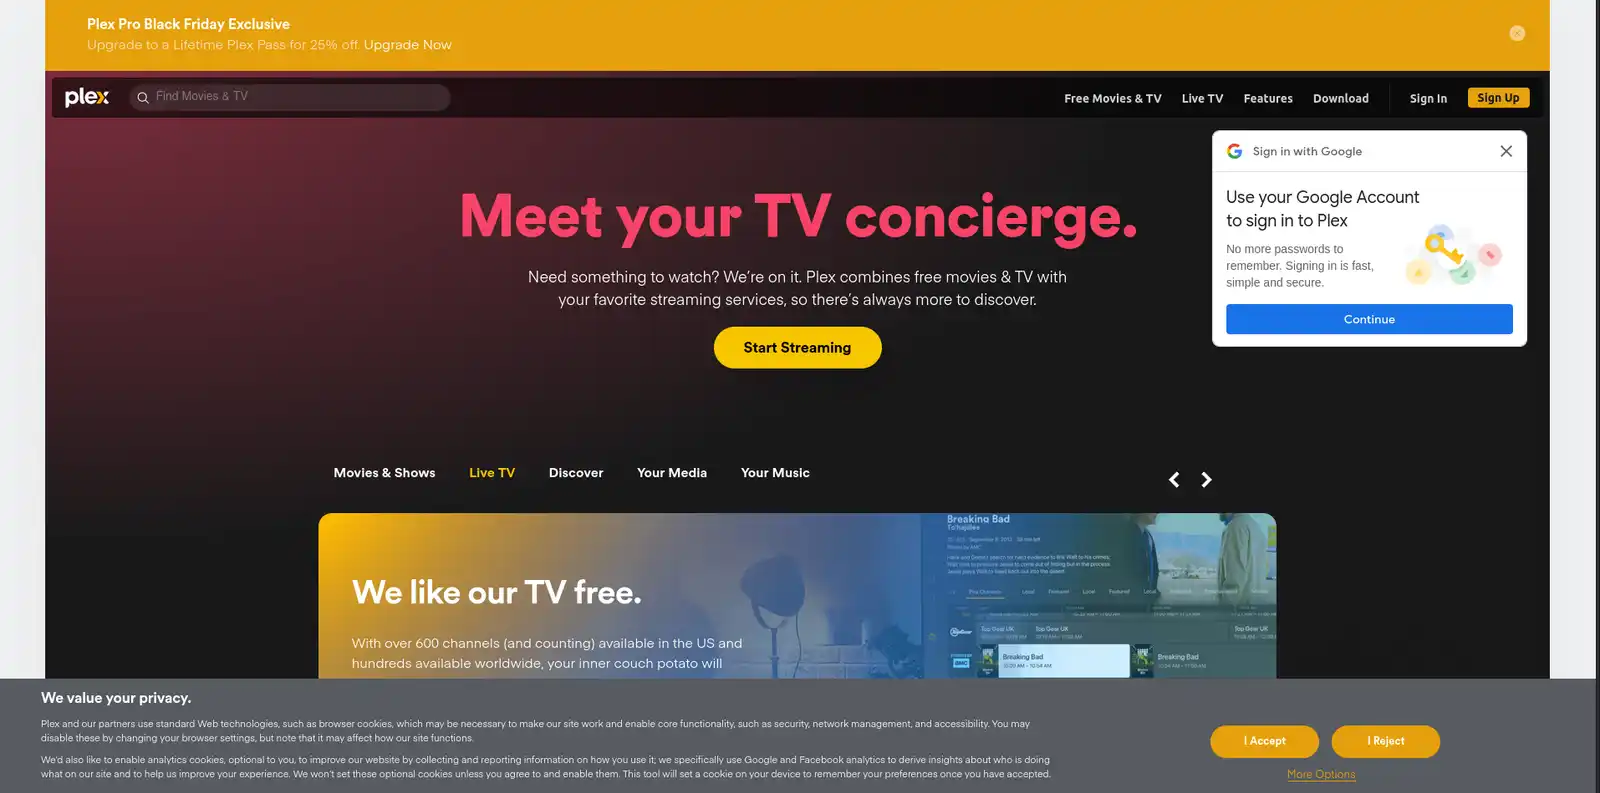 Plex Pro Black Friday Exclusive
Upgrade to a Lifetime Plex Pass for 25% off. Upgrade Now
plex
Find Movies & TV
Free Movies & TV
Live TV
Features
Download
Sign In
Sign Up
Sign in with Google
Use your Google Account
to sign in to Plex
No more passwords to
remember. Signing in is fast,
simple and secure.
Continue
Meet your TV concierge.
Need something to watch? We're on it. Plex combines free movies & TV with
your favorite streaming services, so there's always more to discover.
Start Streaming
Movies & Shows
Live TV
Discover
Your Media
Your Music
We like our TV free.
With over 600 channels (and counting) available in the US and
hundreds available worldwide, your inner couch potato will
Breaking Bad
Top Gear UK
Top Gear UK
Top Gear UK
AMC
Breaking Bad
10:20 AM - 10:54 AM
Breaking Bad
We value your privacy.
Plex and our partners use standard Web technologies, such as browser cookies, which may be necessary to make our site work and enable core functionality, such as security, network management, and accessibility. You may
disable these by changing your browser settings, but note that it may affect how our site functions.
We'd also like to enable analytics cookies, optional to you, to improve our website by collecting and reporting information on how you use it; we specifically use Google and Facebook analytics to derive insights about who is doing
what on our site and to help us improve your experience. We won't set these optional cookies unless you agree to and enable them. This tool will set a cookie on your device to remember your preferences once you have accepted.
I Accept
I Reject
More Options